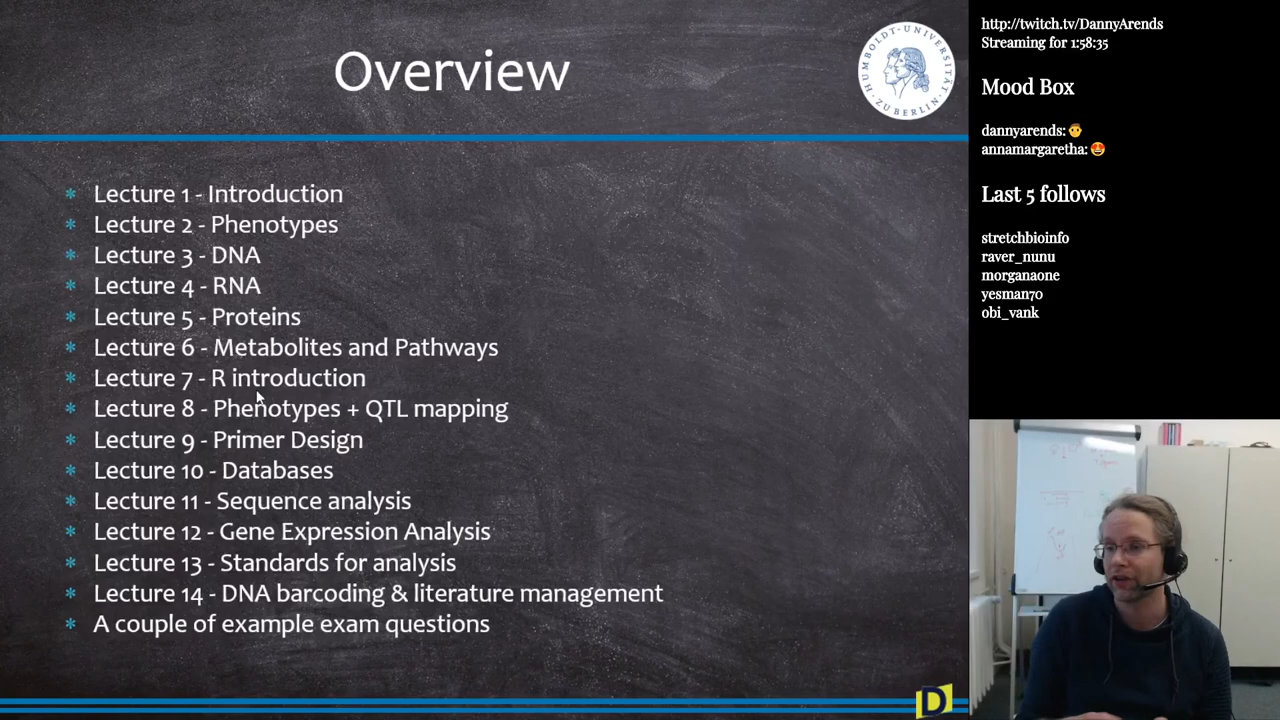 Overview
HUMBOLDT-UNIVERSITÄT ZU BERLIN
Lecture 1 - Introduction
Lecture 2 - Phenotypes
Lecture 3 - DNA
Lecture 4 - RNA
Lecture 5 - Proteins
Lecture 6 - Metabolites and Pathways
Lecture 7 - R introduction
Lecture 8 - Phenotypes + QTL mapping
Lecture 9 - Primer Design
Lecture 10 - Databases
Lecture 11 - Sequence analysis
Lecture 12 - Gene Expression Analysis
Lecture 13 - Standards for analysis
Lecture 14 - DNA barcoding & literature management
A couple of example exam questions
D
http://twitch.tv/DannyArends
Streaming for 1:58:35
Mood Box
dannyarends:
annamargaretha:
Last 5 follows
stretchbioinfo
raver_nunu
morganaone
yesman70
obi_vank